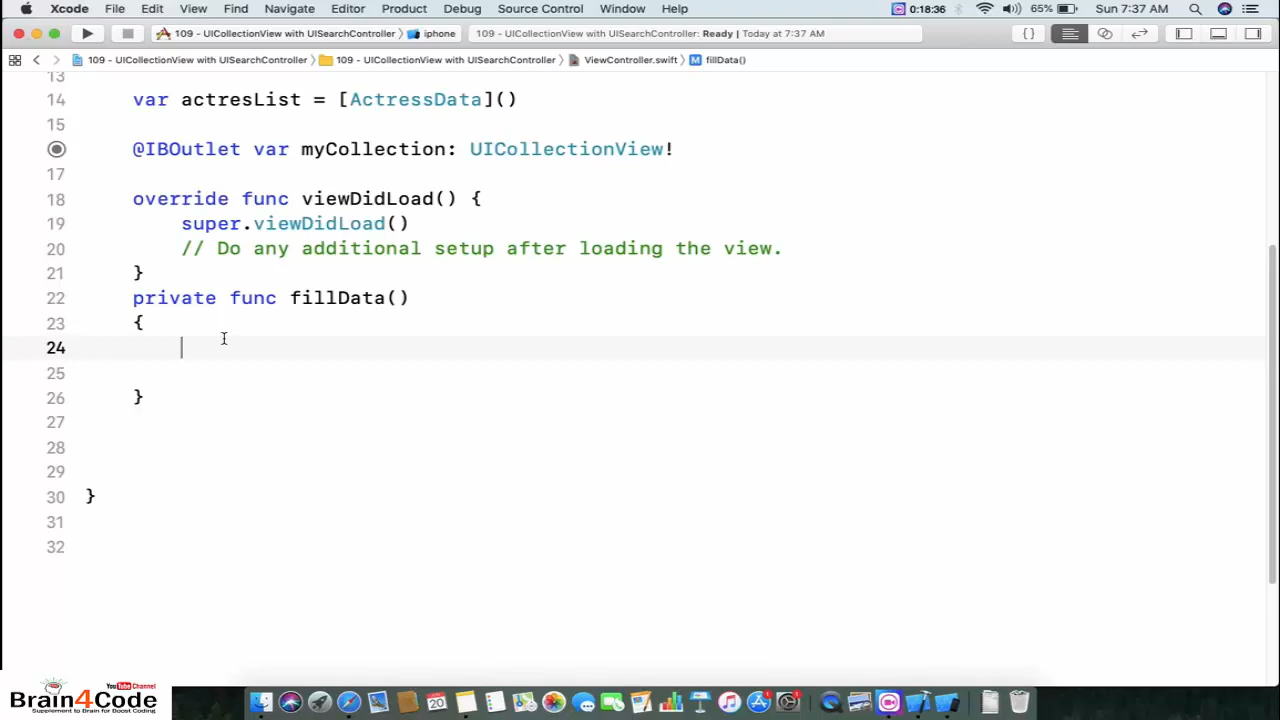 Xcode File Edit View Find Navigate Editor Product Debug Source Control Window Help 0:18:36 65% Sun 7:37 AM
109 - UICollectionView with UISearchController iphone 109 - UICollectionView with UISearchController: Ready | Today at 7:37 AM
109 - UICollectionView with UISearchController 109 - UICollectionView with UISearchController ViewController.swift M fillData()
13
14 var actresList = [ActressData]()
15
@IBOutlet var myCollection: UICollectionView!
17
18 override func viewDidLoad() {
19 super.viewDidLoad()
20 // Do any additional setup after loading the view.
21 }
22 private func fillData()
23 {
24
25
26 }
27
28
29
30 }
31
32
YouTube Channel
Brain4Code
Supplement to Brain for Boost Coding
20